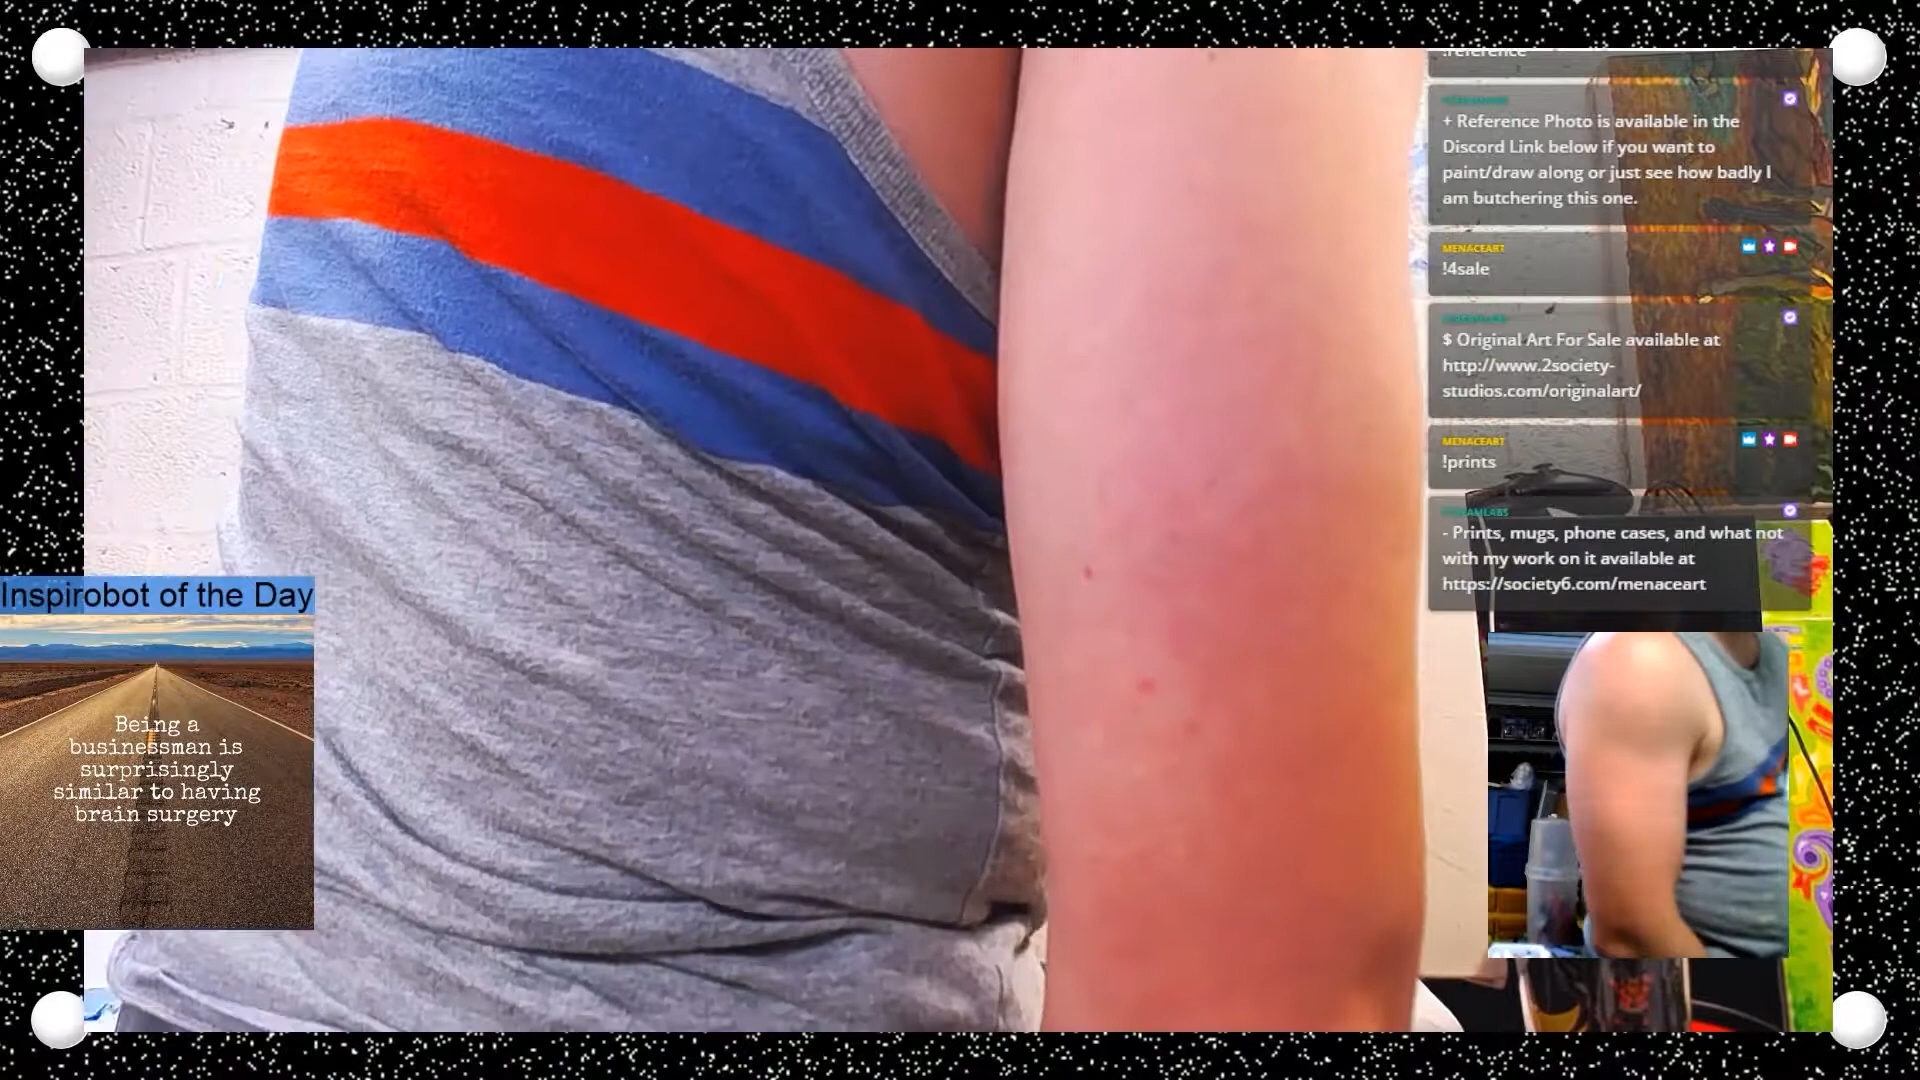 !reference
+ Reference Photo is available in the
Discord Link below if you want to
paint/draw along or just see how badly I
am butchering this one.
MENACEART
!4sale
$ Original Art For Sale available at
http://www.2society-
studios.com/originalart/
MENACEART
!prints
STREAMLABS
- Prints, mugs, phone cases, and what not
with my work on it available at
https://society6.com/menaceart
Inspirobot of the Day
Being a
businessman is
surprisingly
similar to having
brain surgery